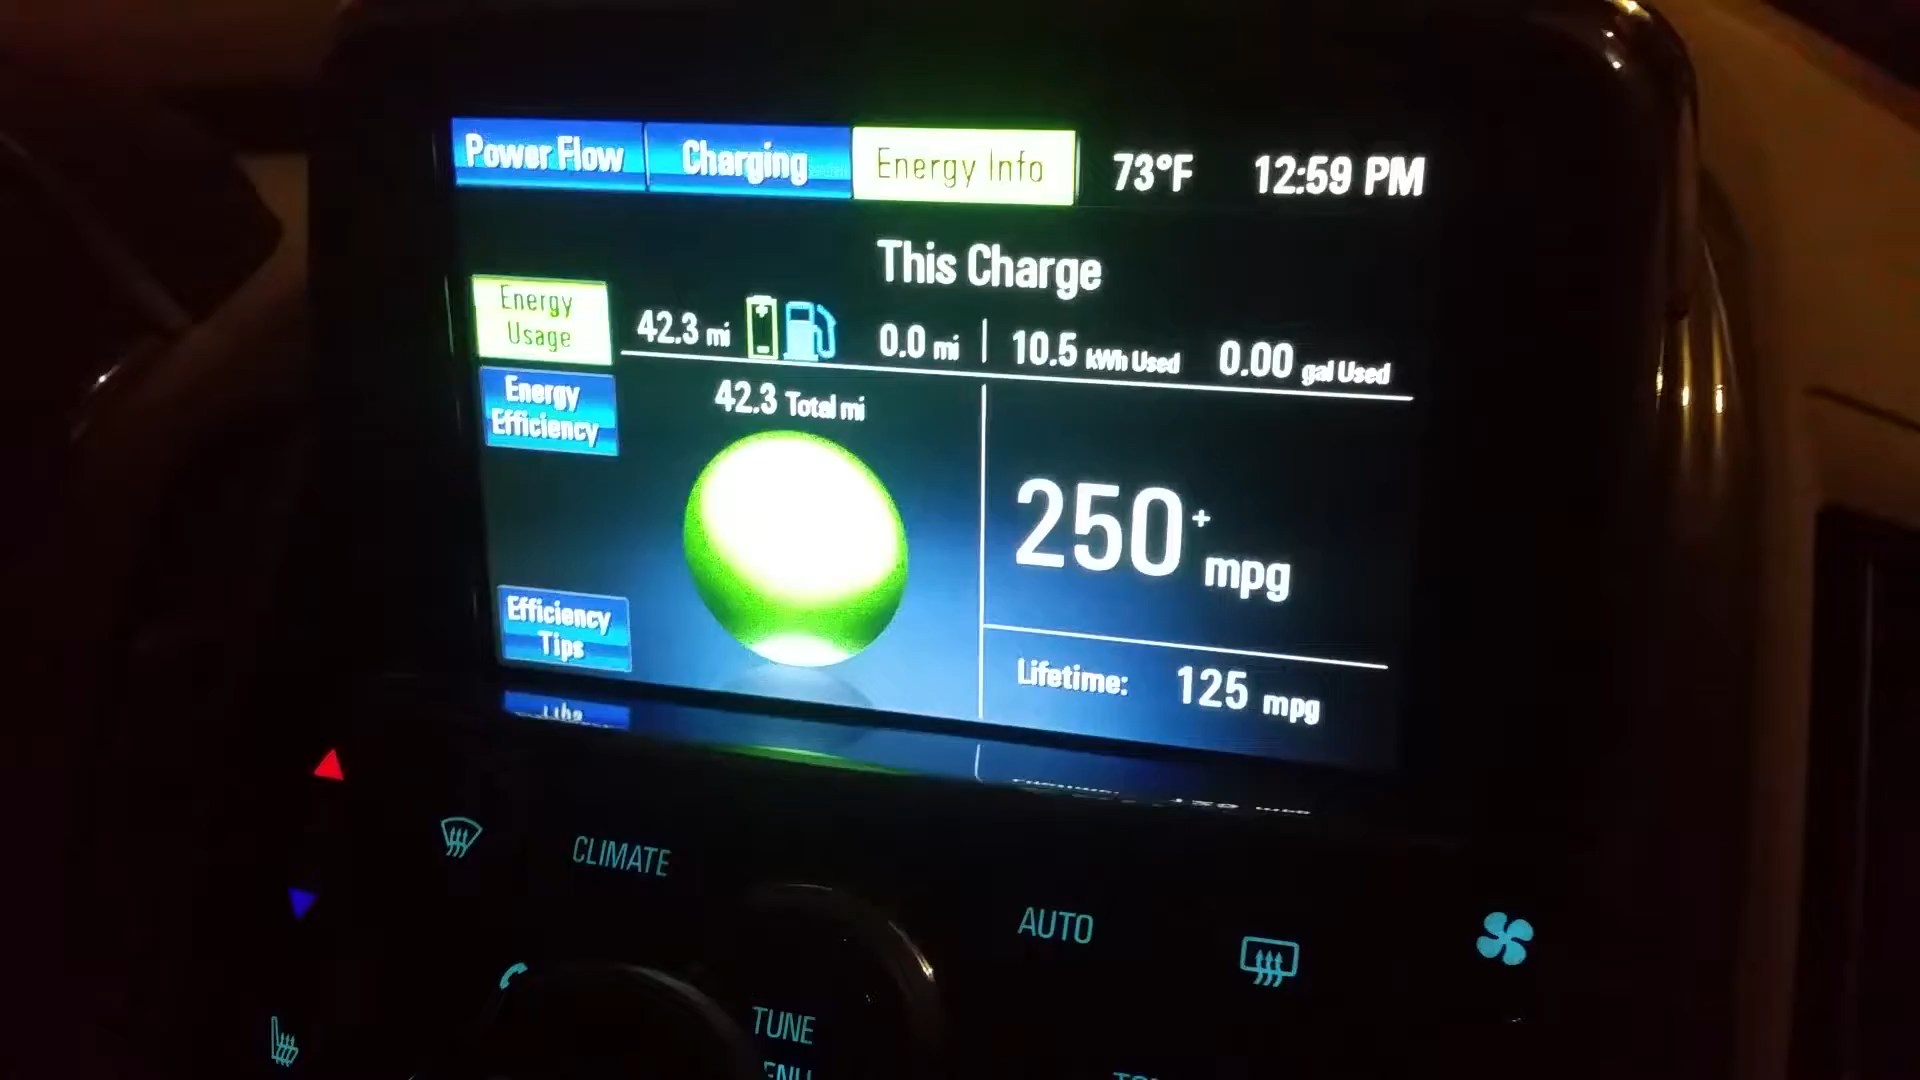 Power Flow Charging Energy Info 73°F 12:59 PM
This Charge
Energy Usage
42.3 mi 0.0 mi 10.5 kWh Used 0.00 gal Used
Energy Efficiency
42.3 Total mi
250+ mpg
Efficiency Tips
Lifetime: 125 mpg
CLIMATE
AUTO
TUNE